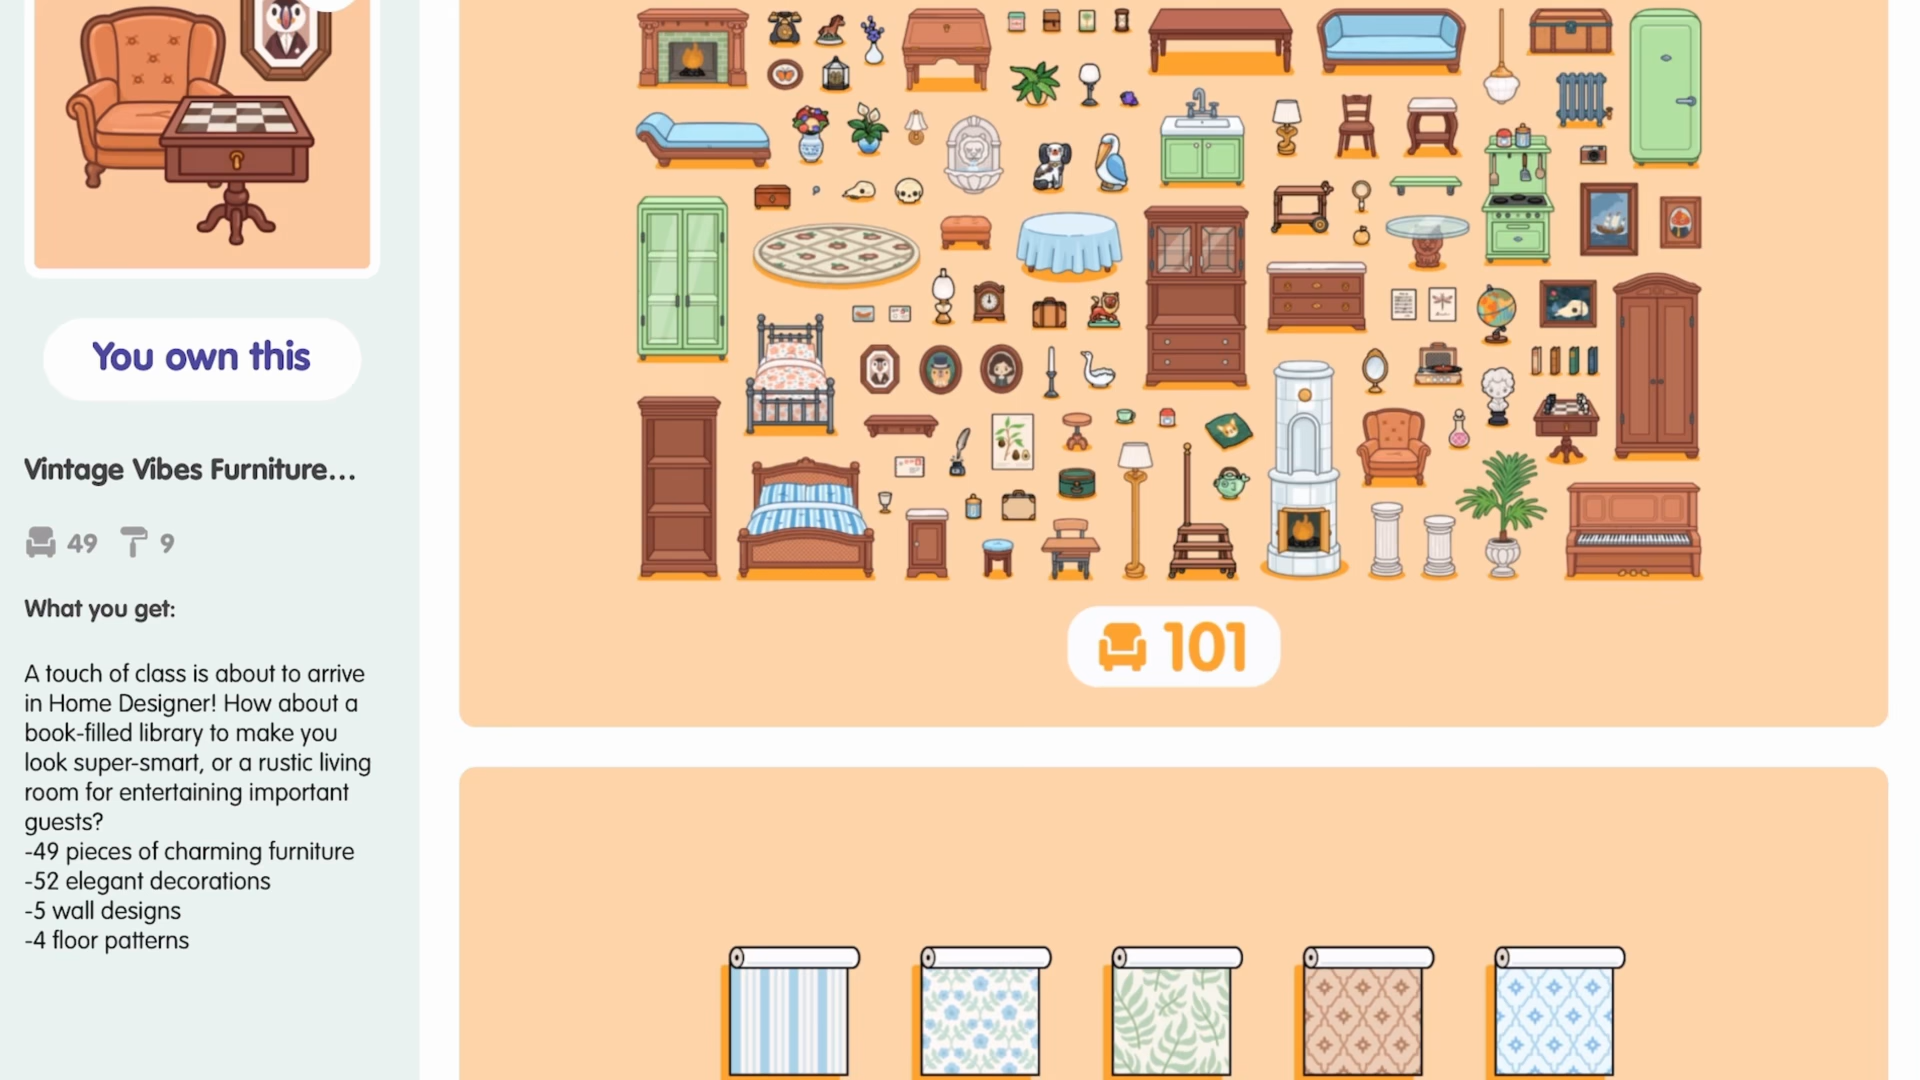 You own this
Vintage Vibes Furniture...
49 9
What you get:
A touch of class is about to arrive
in Home Designer! How about a
book-filled library to make you
look super-smart, or a rustic living
room for entertaining important
guests?
-49 pieces of charming furniture
-52 elegant decorations
-5 wall designs
-4 floor patterns
101